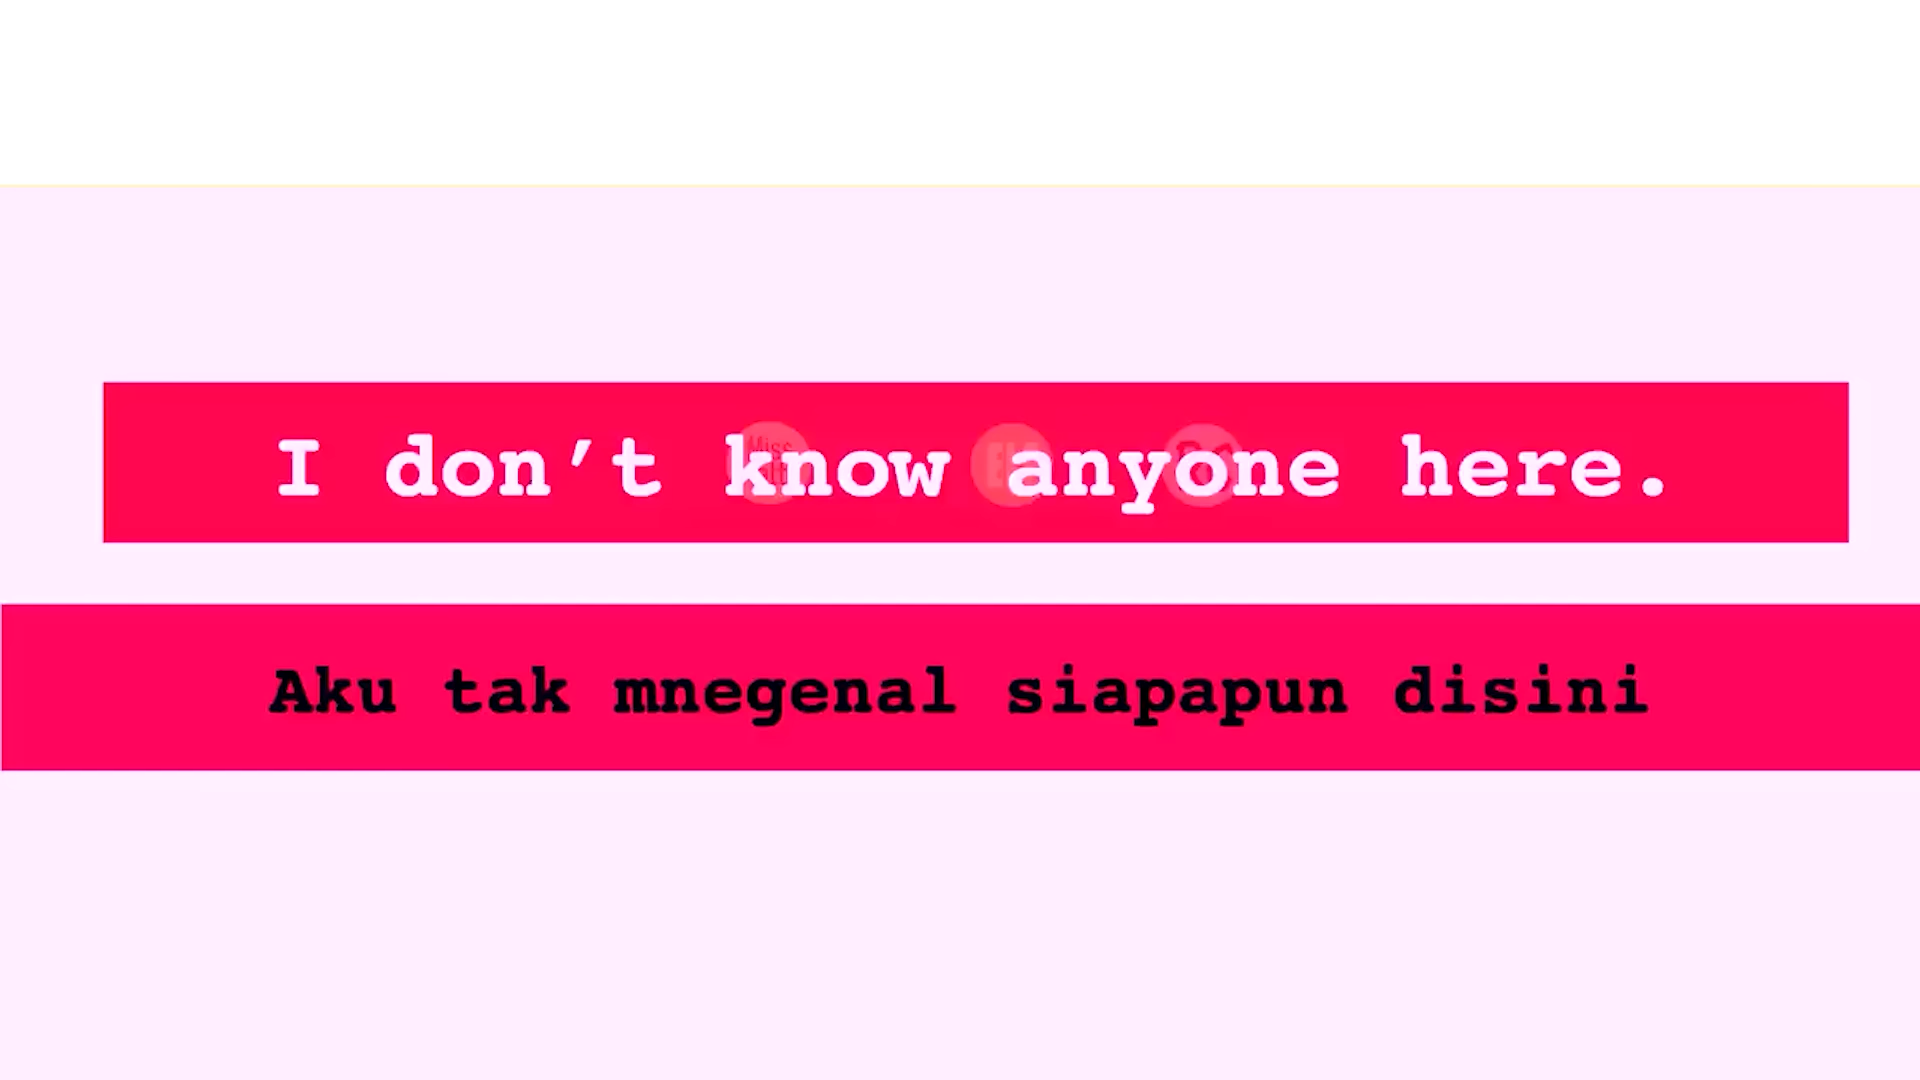 I don’t know anyone here.
Aku tak mnegenal siapapun disini